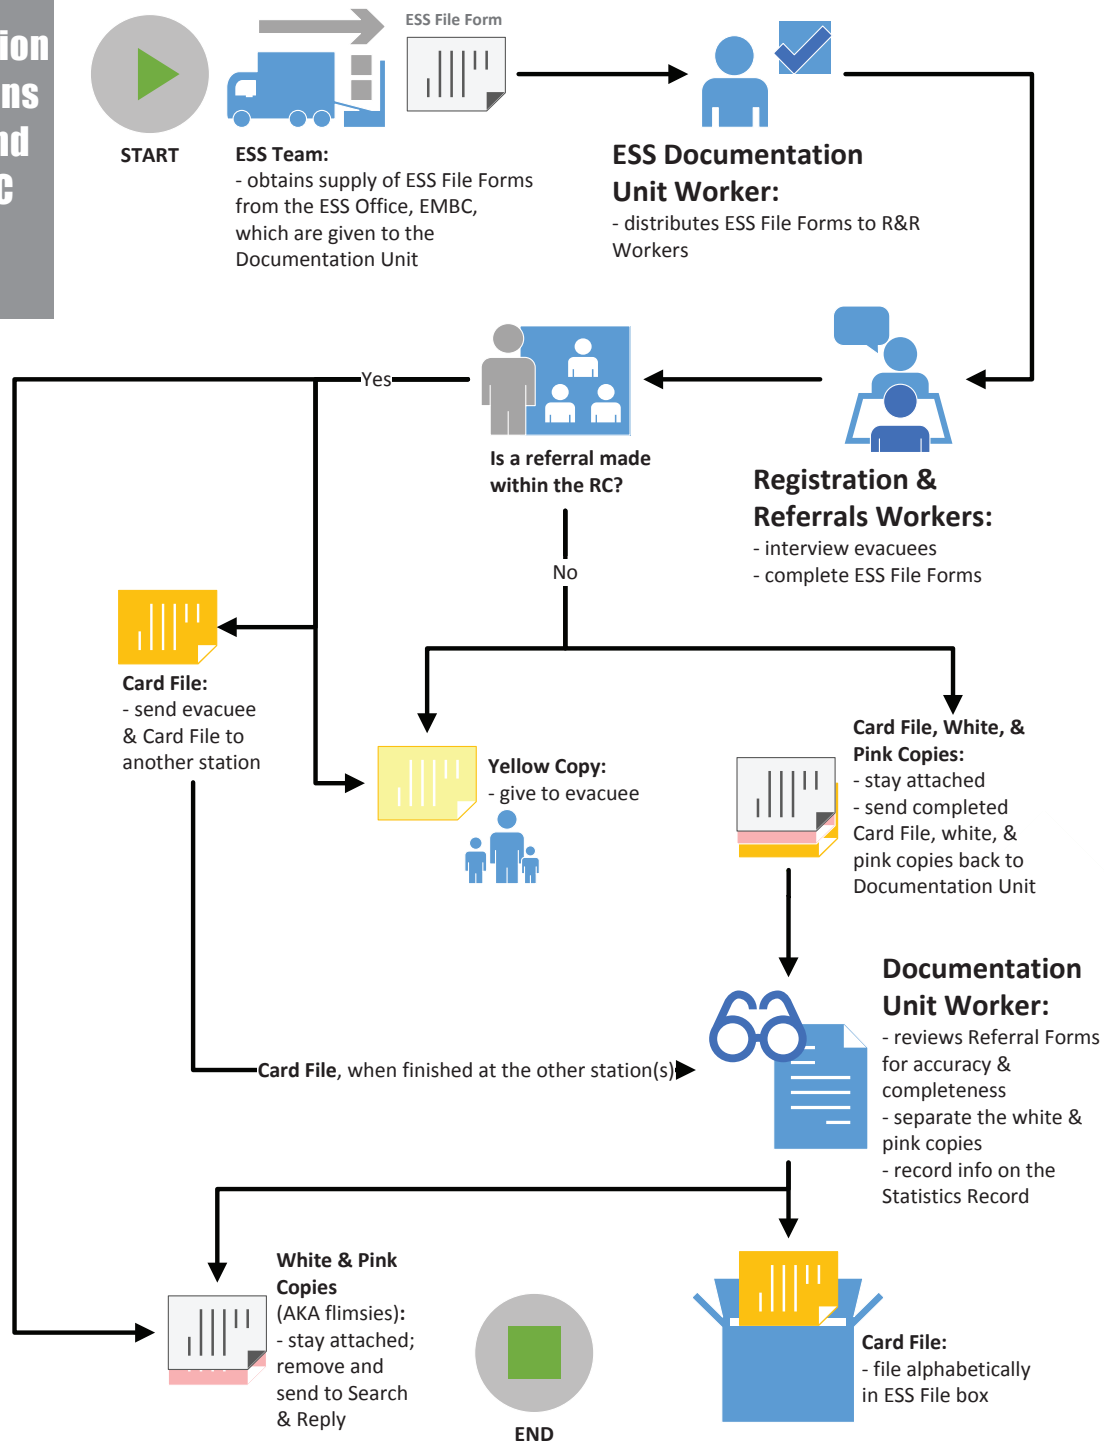 ion
ns
nd
C
ESS File Form
START
ESS Team:
- obtains supply of ESS File Forms
from the ESS Office, EMBC,
which are given to the
Documentation Unit
ESS Documentation
Unit Worker:
- distributes ESS File Forms to R&R
Workers
Yes
Is a referral made
within the RC?
Registration &
Referrals Workers:
- interview evacuees
- complete ESS File Forms
No
Card File:
- send evacuee
& Card File to
another station
Yellow Copy:
- give to evacuee
Card File, White, &
Pink Copies:
- stay attached
- send completed
Card File, white, &
pink copies back to
Documentation Unit
Documentation
Unit Worker:
- reviews Referral Forms
for accuracy &
completeness
- separate the white &
pink copies
- record info on the
Statistics Record
Card File, when finished at the other station(s)
White & Pink
Copies
(AKA flimsies):
- stay attached;
remove and
send to Search
& Reply
END
Card File:
- file alphabetically
in ESS File box